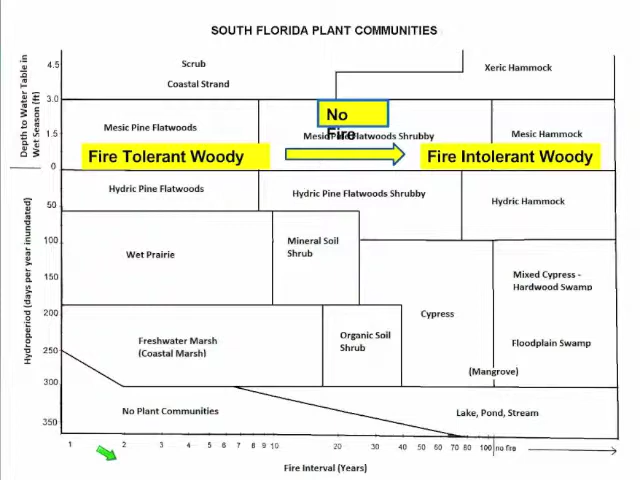 SOUTH FLORIDA PLANT COMMUNITIES
Depth to Water Table in
Wet Season (ft)
4.5
3.0
1.5
0
Scrub
Coastal Strand
Xeric Hammock
No
Fire
Mesic Pine Flatwoods
Mesic Pine Flatwoods Shrubby
Mesic Hammock
Fire Tolerant Woody
Fire Intolerant Woody
Hydroperiod (days per year inundated)
50
100
150
200
250
300
350
Hydric Pine Flatwoods
Hydric Pine Flatwoods Shrubby
Hydric Hammock
Wet Prairie
Mineral Soil
Shrub
Mixed Cypress -
Hardwood Swamp
Cypress
Freshwater Marsh
(Coastal Marsh)
Organic Soil
Shrub
Floodplain Swamp
(Mangrove)
No Plant Communities
Lake, Pond, Stream
1 2 3 4 5 6 7 8 9 10 20 30 40 50 60 70 80 100 no fire
Fire Interval (Years)